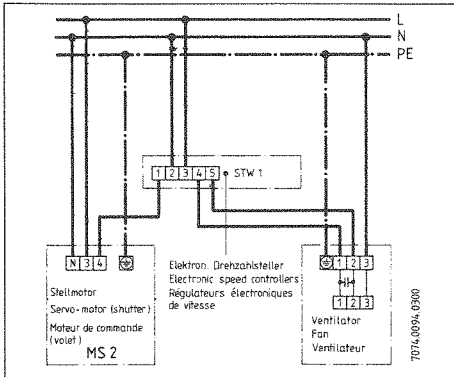 L
N
PE
1 2 3 4 5
STW 1
N 3 4
1 2 3
1 2 3
Stellmotor
Servo-motor (shutter)
Moteur de commande
(volet)
MS 2
Elektron. Drehzahlsteller
Electronic speed controllers
Régulateurs électroniques
de vitesse
Ventilator
Fan
Ventilateur
7074.0094.0300